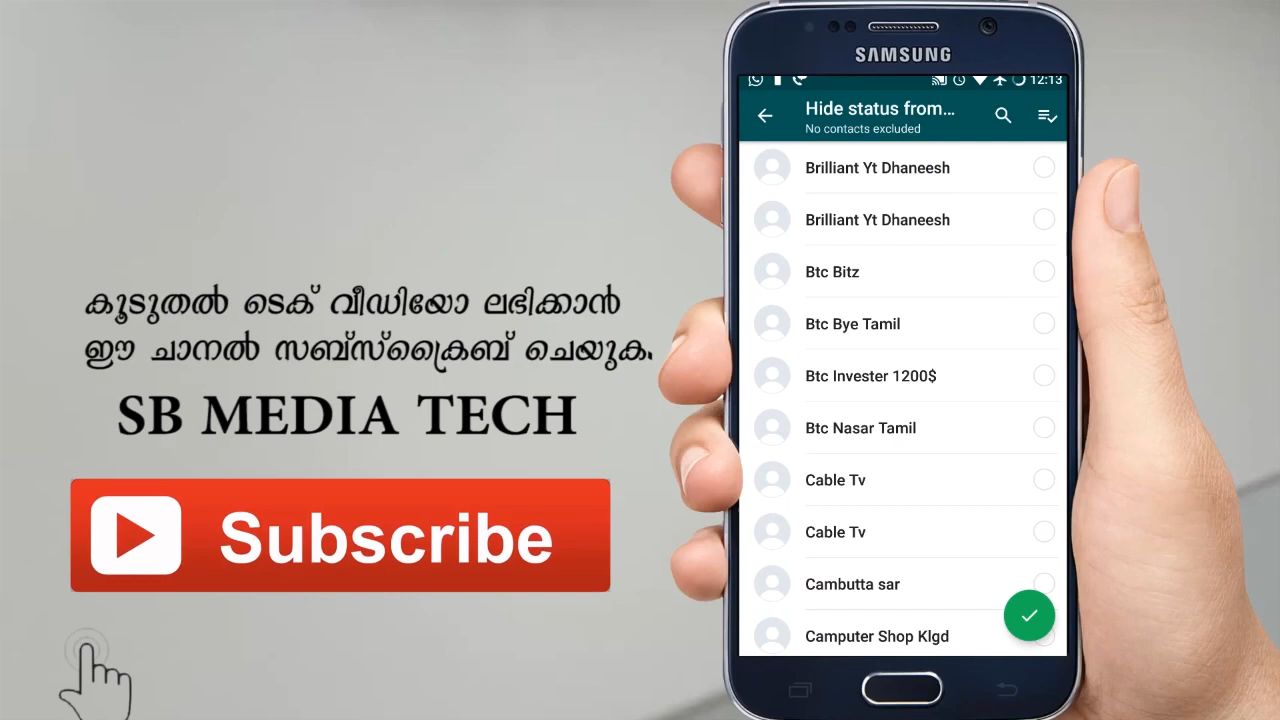 കൂടുതൽ ടെക് വീഡിയോ ലഭിക്കാൻ
ഈ ചാനൽ സബ്സ്ക്രൈബ് ചെയുക.
SB MEDIA TECH
Subscribe
SAMSUNG
12:13
Hide status from...
No contacts excluded
Brilliant Yt Dhaneesh
Brilliant Yt Dhaneesh
Btc Bitz
Btc Bye Tamil
Btc Invester 1200$
Btc Nasar Tamil
Cable Tv
Cable Tv
Cambutta sar
Camputer Shop Klgd